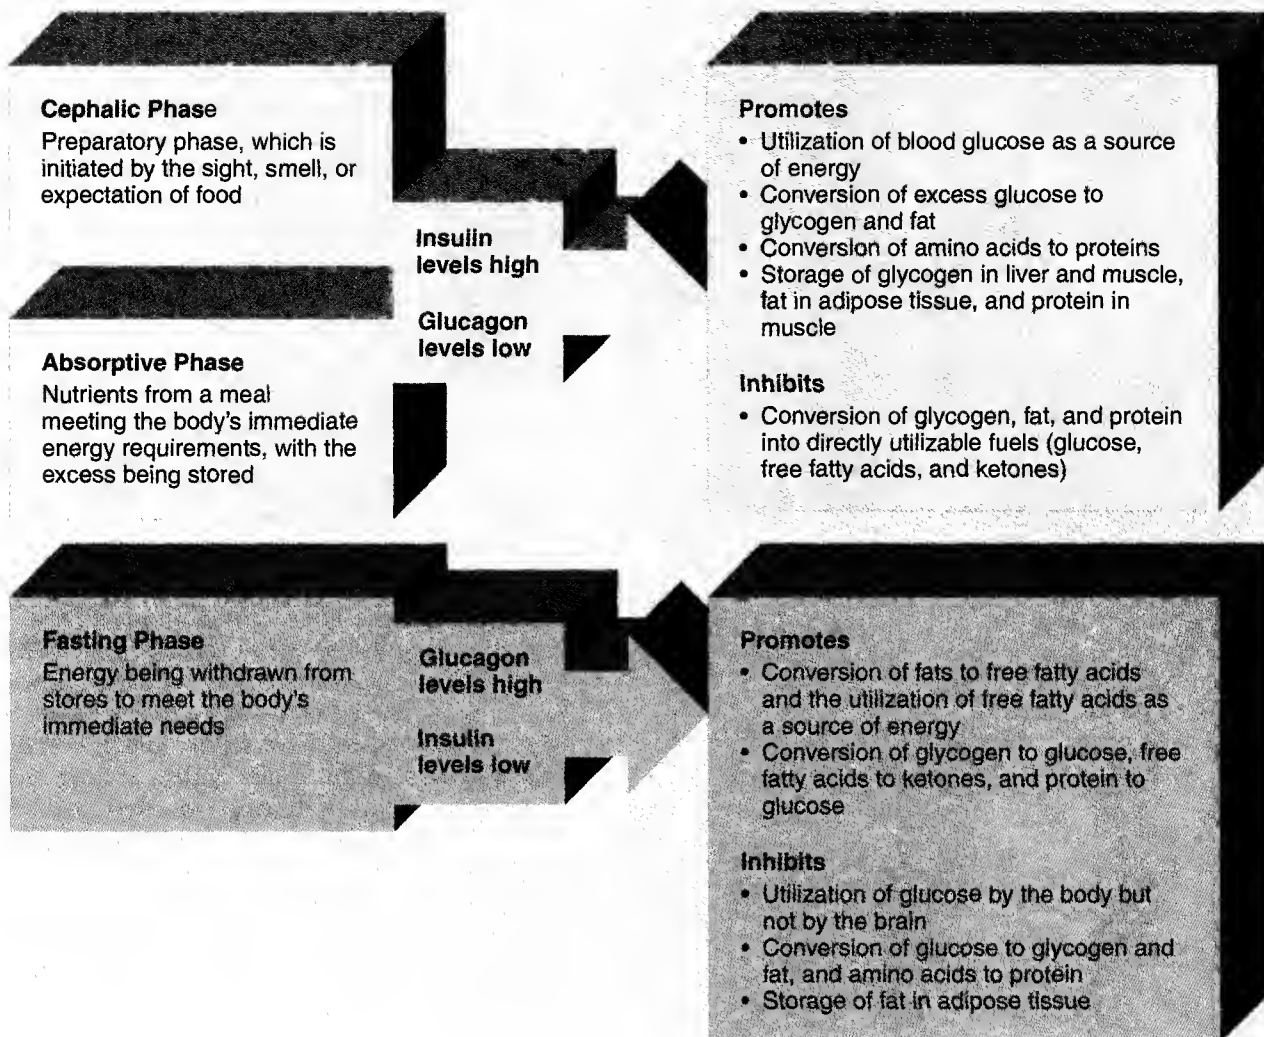 Cephalic Phase
Preparatory phase, which is
initiated by the sight, smell, or
expectation of food
Absorptive Phase
Nutrients from a meal
meeting the body's immediate
energy requirements, with the
excess being stored
Insulin
levels high
Glucagon
levels low
Promotes
• Utilization of blood glucose as a source
of energy
• Conversion of excess glucose to
glycogen and fat
• Conversion of amino acids to proteins
• Storage of glycogen in liver and muscle,
fat in adipose tissue, and protein in
muscle
Inhibits
• Conversion of glycogen, fat, and protein
into directly utilizable fuels (glucose,
free fatty acids, and ketones)
Fasting Phase
Energy being withdrawn from
stores to meet the body's
immediate needs
Glucagon
levels high
Insulin
levels low
Promotes
• Conversion of fats to free fatty acids
and the utilization of free fatty acids as
a source of energy
• Conversion of glycogen to glucose, free
fatty acids to ketones, and protein to
glucose
Inhibits
• Utilization of glucose by the body but
not by the brain
• Conversion of glucose to glycogen and
fat, and amino acids to protein
• Storage of fat in adipose tissue